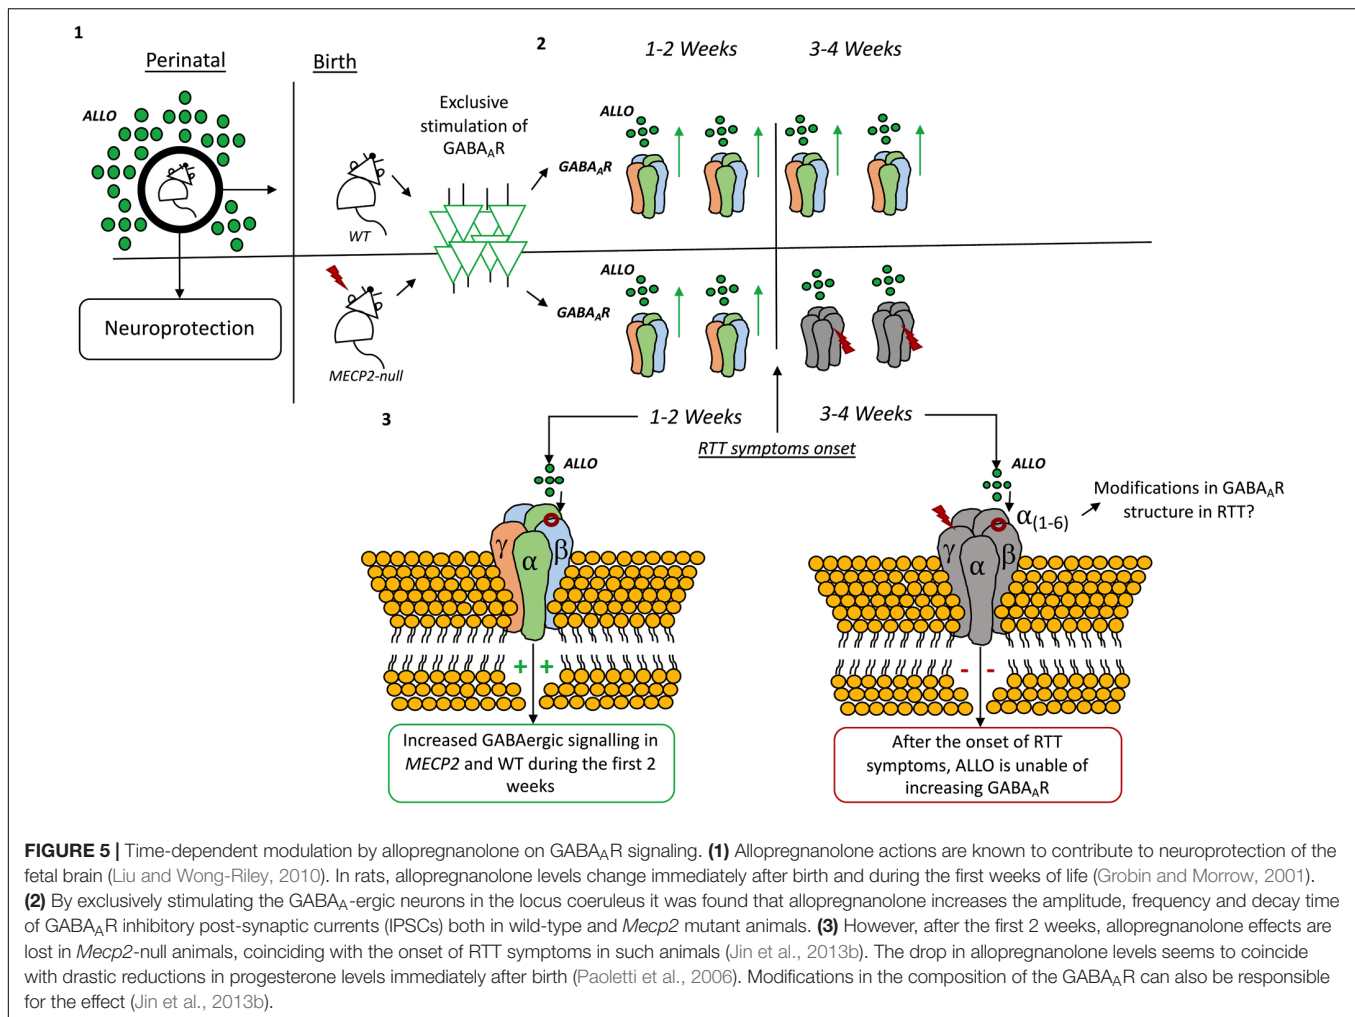 1
Perinatal
Birth
2
1-2 Weeks
3-4 Weeks
ALLO
Exclusive
stimulation of
GABA_AR
ALLO
GABA_AR
WT
Neuroprotection
MECP2-null
ALLO
GABA_AR
3
1-2 Weeks
3-4 Weeks
RTT symptoms onset
ALLO
γ
α
β
+ +
Increased GABAergic signalling in
MECP2 and WT during the first 2
weeks
ALLO
α(1-6)
Modifications in GABA_AR
structure in RTT?
γ
α
β
- -
After the onset of RTT
symptoms, ALLO is unable of
increasing GABA_AR
FIGURE 5 | Time-dependent modulation by allopregnanolone on GABA_AR signaling. (1) Allopregnanolone actions are known to contribute to neuroprotection of the
fetal brain (Liu and Wong-Riley, 2010). In rats, allopregnanolone levels change immediately after birth and during the first weeks of life (Grobin and Morrow, 2001).
(2) By exclusively stimulating the GABA_A-ergic neurons in the locus coeruleus it was found that allopregnanolone increases the amplitude, frequency and decay time
of GABA_AR inhibitory post-synaptic currents (IPSCs) both in wild-type and Mecp2 mutant animals. (3) However, after the first 2 weeks, allopregnanolone effects are
lost in Mecp2-null animals, coinciding with the onset of RTT symptoms in such animals (Jin et al., 2013b). The drop in allopregnanolone levels seems to coincide
with drastic reductions in progesterone levels immediately after birth (Paoletti et al., 2006). Modifications in the composition of the GABA_AR can also be responsible
for the effect (Jin et al., 2013b).